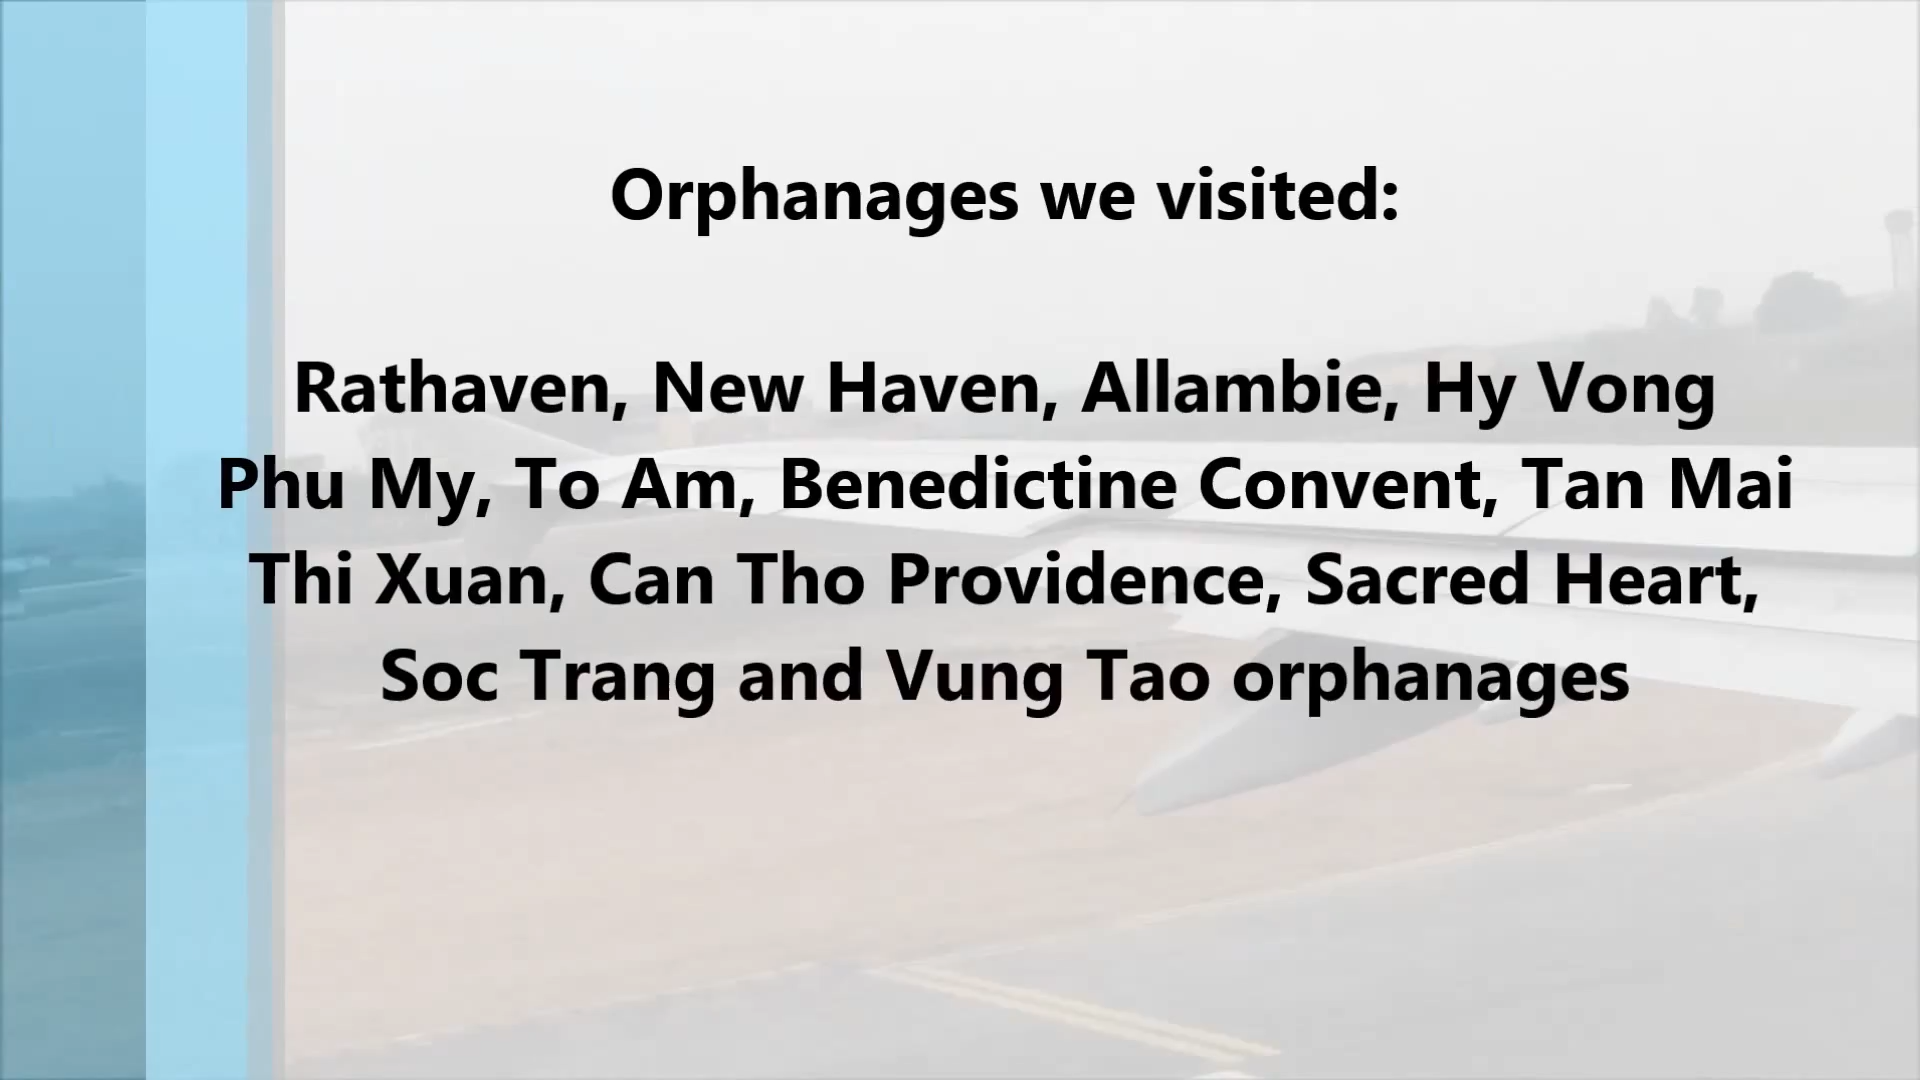 Orphanages we visited:
Rathaven, New Haven, Allambie, Hy Vong
Phu My, To Am, Benedictine Convent, Tan Mai
Thi Xuan, Can Tho Providence, Sacred Heart,
Soc Trang and Vung Tao orphanages